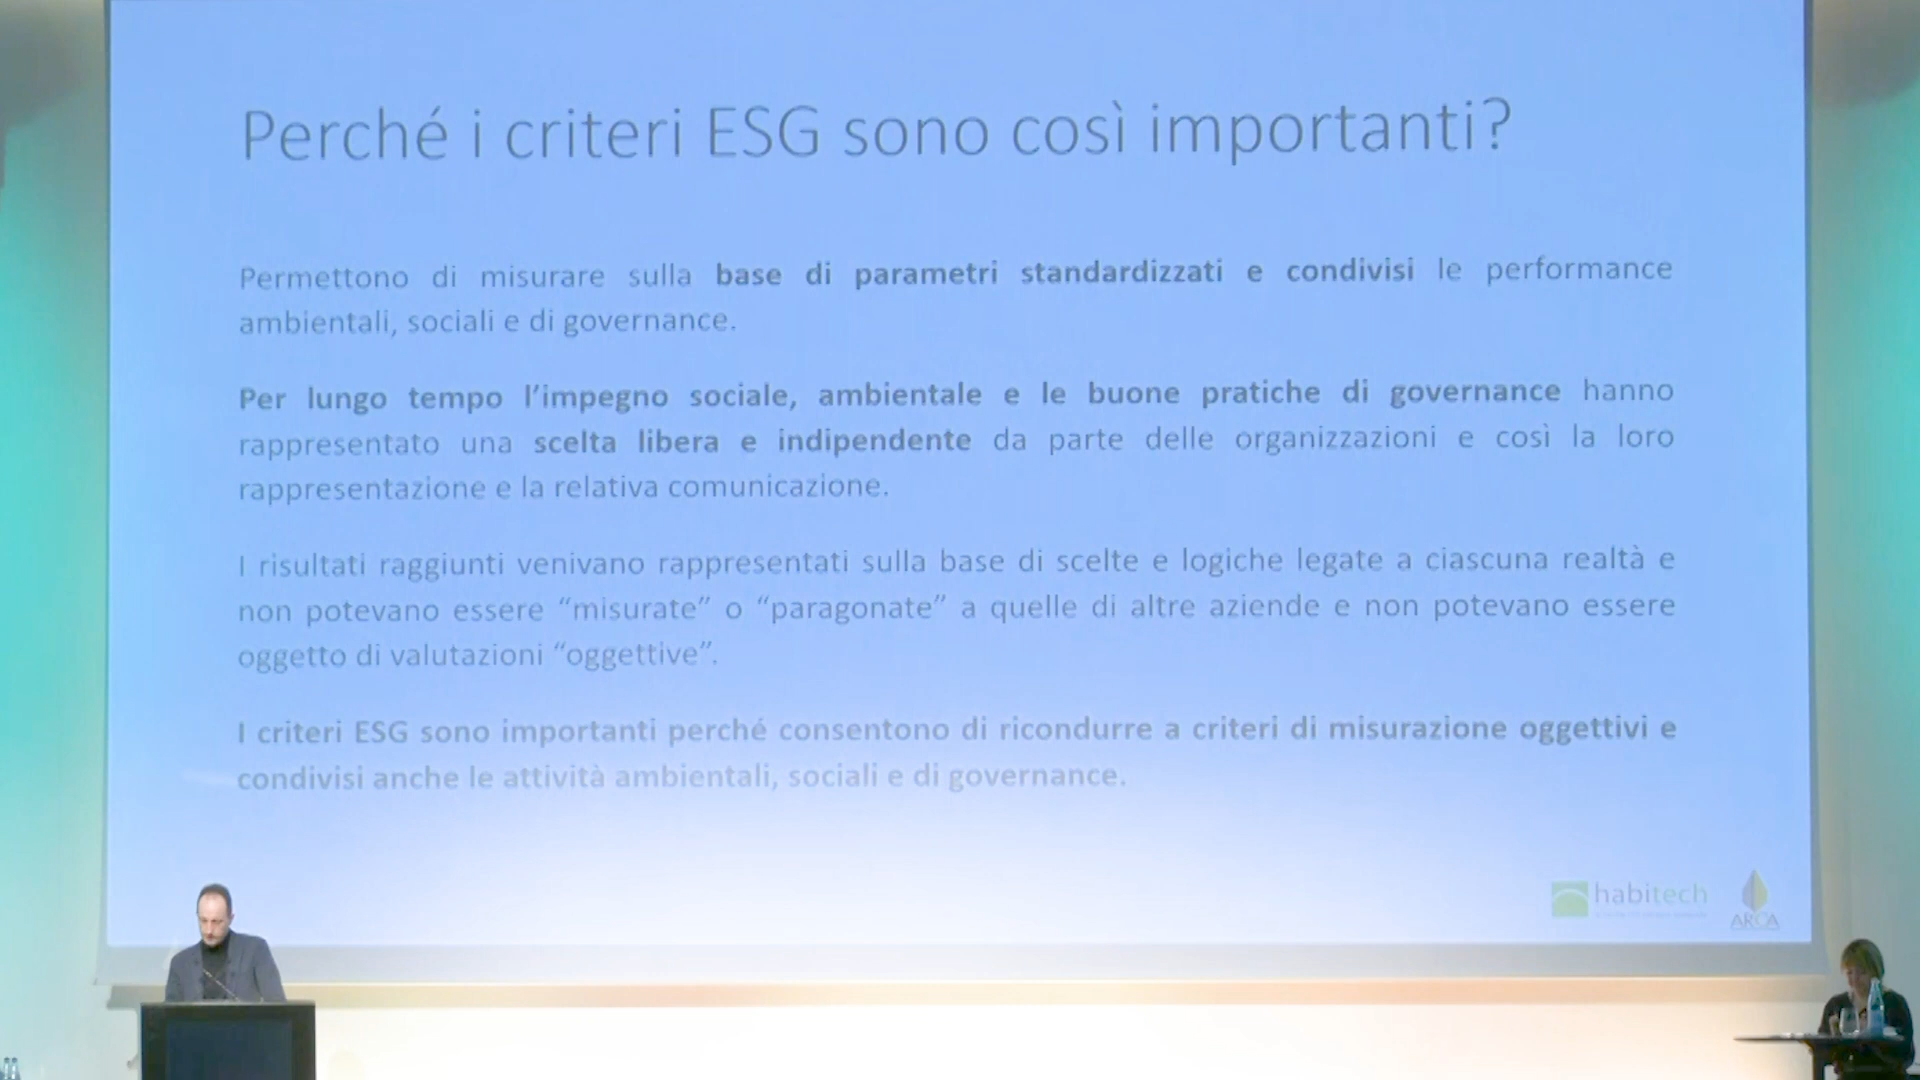 Perché i criteri ESG sono così importanti?
Permettono di misurare sulla base di parametri standardizzati e condivisi le performance
ambientali, sociali e di governance.
Per lungo tempo l’impegno sociale, ambientale e le buone pratiche di governance hanno
rappresentato una scelta libera e indipendente da parte delle organizzazioni e così la loro
rappresentazione e la relativa comunicazione.
I risultati raggiunti venivano rappresentati sulla base di scelte e logiche legate a ciascuna realtà e
non potevano essere “misurate” o “paragonate” a quelle di altre aziende e non potevano essere
oggetto di valutazioni “oggettive”.
I criteri ESG sono importanti perché consentono di ricondurre a criteri di misurazione oggettivi e
condivisi anche le attività ambientali, sociali e di governance.
habitech
ARCA